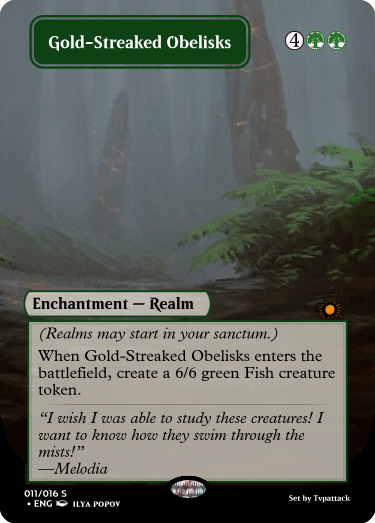 Gold-Streaked Obelisks
4
Enchantment — Realm
(Realms may start in your sanctum.)
When Gold-Streaked Obelisks enters the
battlefield, create a 6/6 green Fish creature
token.
“I wish I was able to study these creatures! I
want to know how they swim through the
mists!”
—Melodia
011/016 S
• ENG ILYA POPOV
Set by Tvpattack